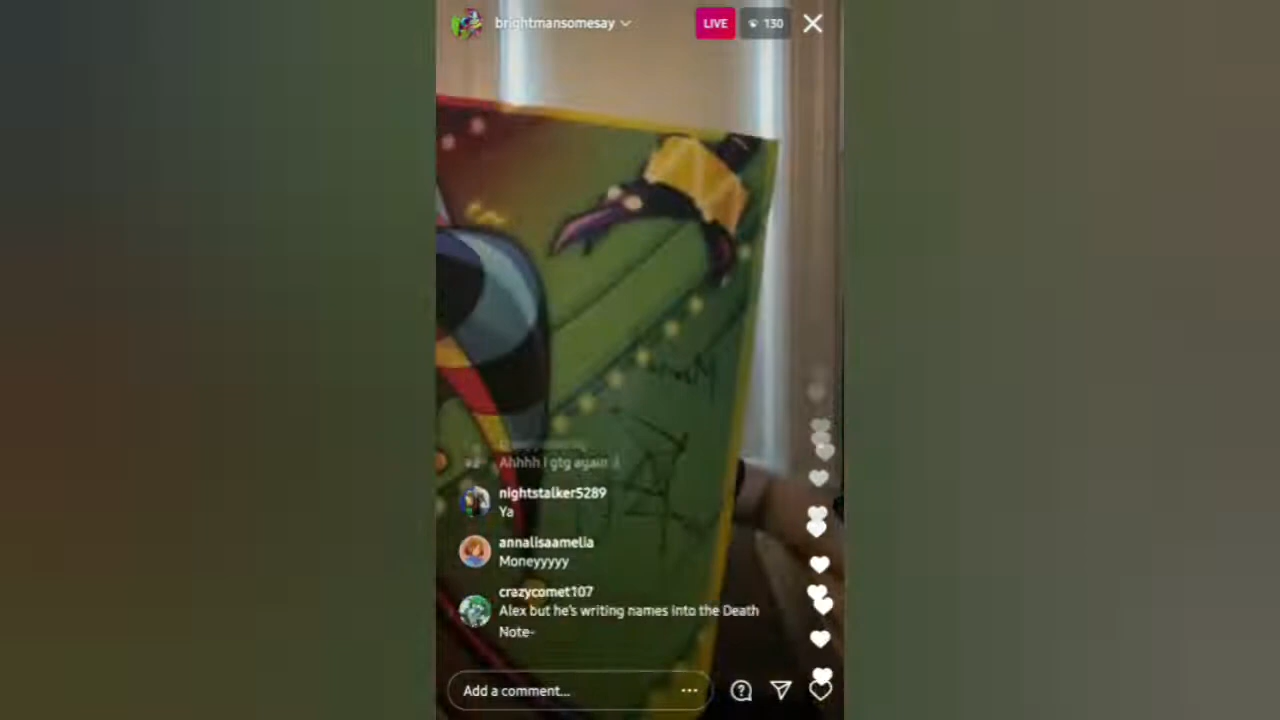 brightmansomesay
LIVE
130
Ahhhh I gtg again :(
nightstalker5289
Ya
annalisaamelia
Moneyyyyy
crazycomet107
Alex but he's writing names into the Death
Note-
Add a comment...